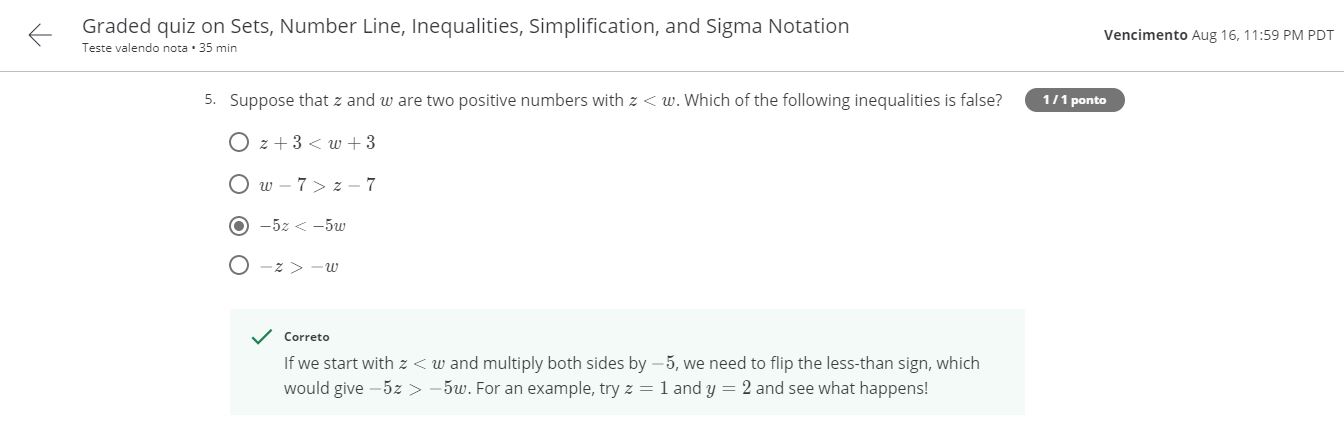 Graded quiz on Sets, Number Line, Inequalities, Simplification, and Sigma Notation
Teste valendo nota • 35 min
Vencimento Aug 16, 11:59 PM PDT
5. Suppose that z and w are two positive numbers with z < w. Which of the following inequalities is false?
1 / 1 ponto
z + 3 < w + 3
w − 7 > z − 7
−5z < −5w
−z > −w
Correto
If we start with z < w and multiply both sides by −5, we need to flip the less-than sign, which
would give −5z > −5w. For an example, try z = 1 and y = 2 and see what happens!